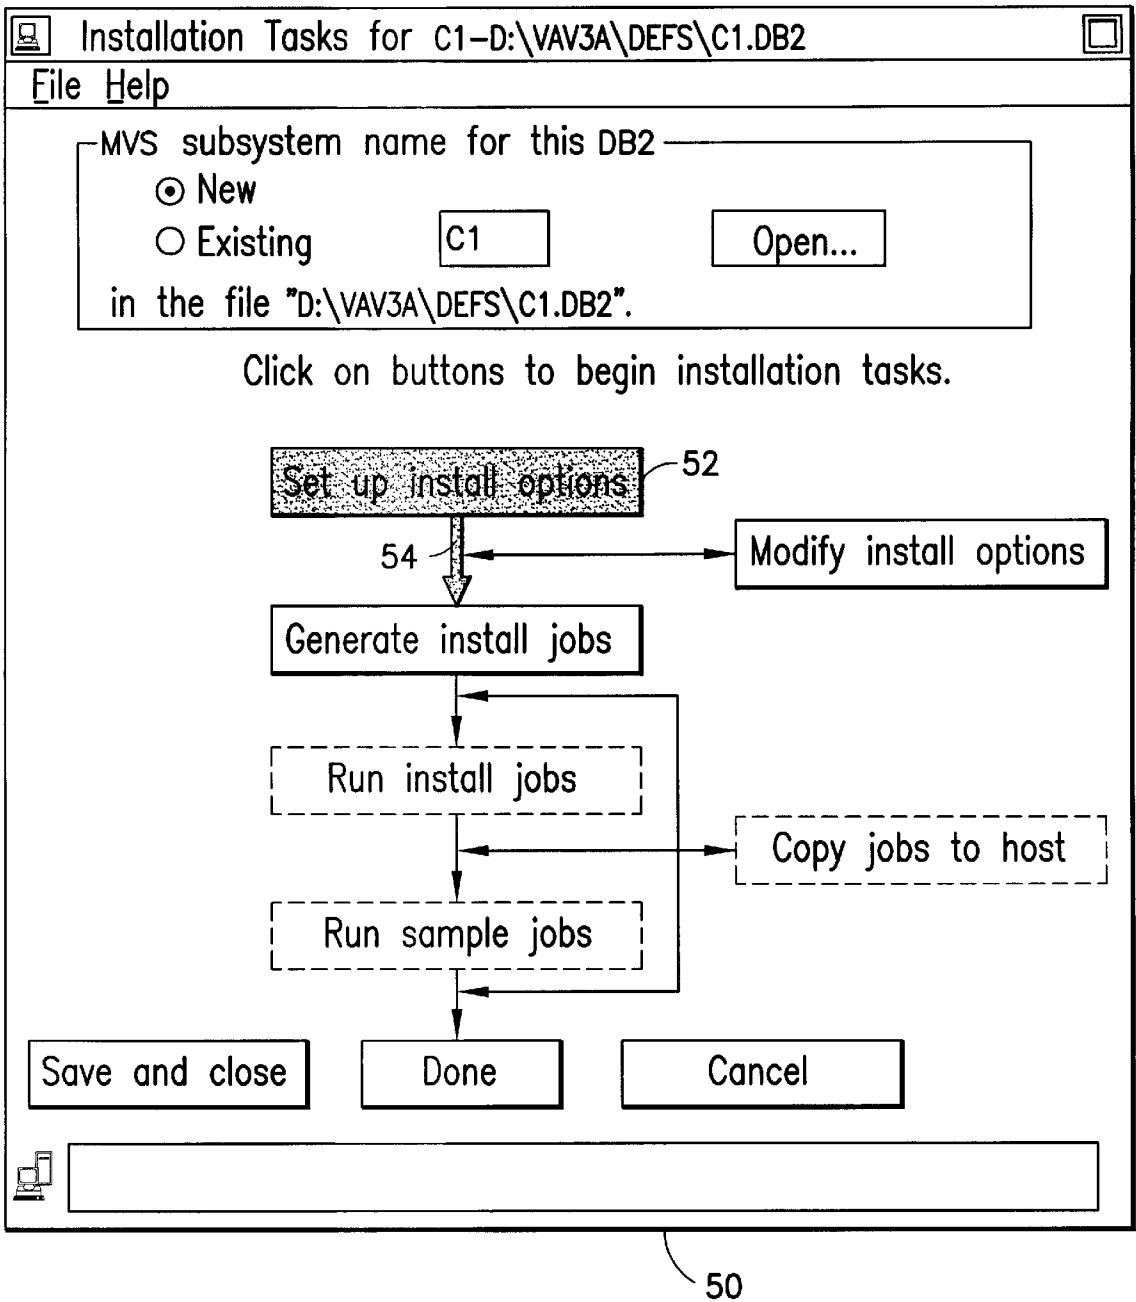 Installation Tasks for C1-D:\VAV3A\DEFS\C1.DB2
File Help
MVS subsystem name for this DB2
New
Existing
C1
Open...
in the file "D:\VAV3A\DEFS\C1.DB2".
Click on buttons to begin installation tasks.
Set up install options
52
54
Modify install options
Generate install jobs
Run install jobs
Copy jobs to host
Run sample jobs
Save and close
Done
Cancel
50